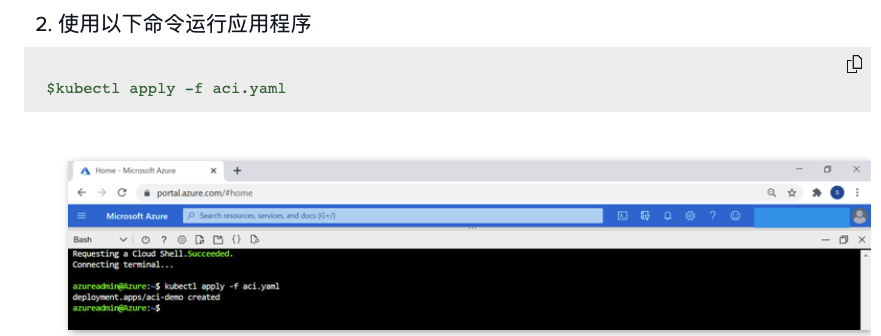 2. 使用以下命令运行应用程序
$kubectl apply -f aci.yaml
Home - Microsoft Azure
portal.azure.com/#home
Microsoft Azure
Search resources, services, and docs (G+/)
Bash
Requesting a Cloud Shell.Succeeded.
Connecting terminal...
azureadmin@Azure:~$ kubectl apply -f aci.yaml
deployment.apps/aci-demo created
azureadmin@Azure:~$